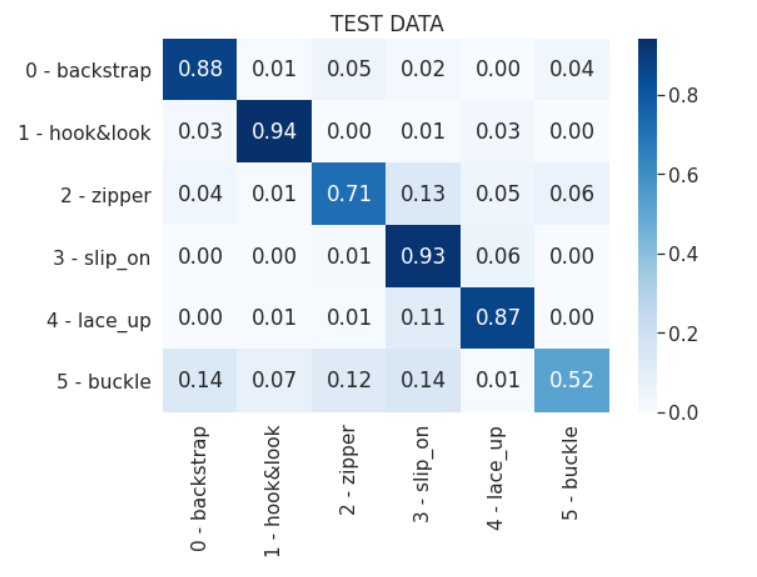 TEST DATA
0 - backstrap 0.88 0.01 0.05 0.02 0.00 0.04
1 - hook&look 0.03 0.94 0.00 0.01 0.03 0.00
2 - zipper 0.04 0.01 0.71 0.13 0.05 0.06
3 - slip_on 0.00 0.00 0.01 0.93 0.06 0.00
4 - lace_up 0.00 0.01 0.01 0.11 0.87 0.00
5 - buckle 0.14 0.07 0.12 0.14 0.01 0.52
0 - backstrap
1 - hook&look
2 - zipper
3 - slip_on
4 - lace_up
5 - buckle
0.8
0.6
0.4
0.2
0.0